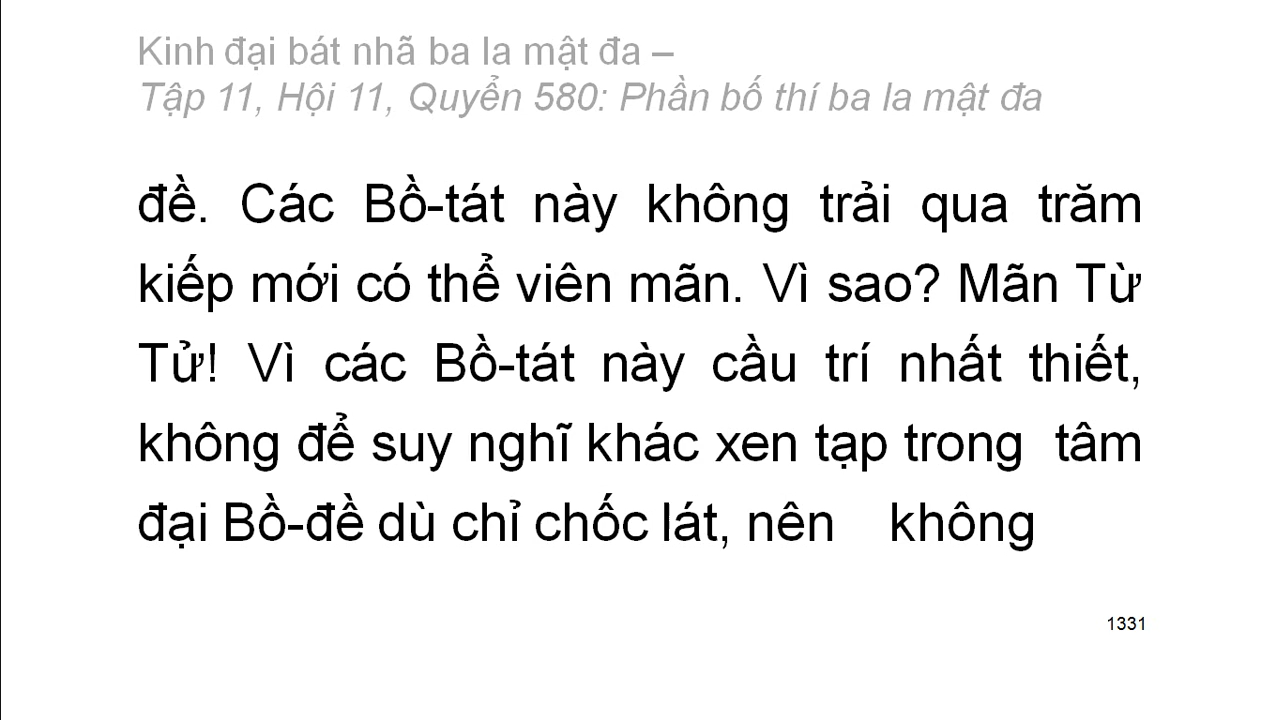 Kinh đại bát nhã ba la mật đa –
Tập 11, Hội 11, Quyển 580: Phần bố thí ba la mật đa
đề. Các Bồ-tát này không trải qua trăm
kiếp mới có thể viên mãn. Vì sao? Mãn Từ
Tử! Vì các Bồ-tát này cầu trí nhất thiết,
không để suy nghĩ khác xen tạp trong tâm
đại Bồ-đề dù chỉ chốc lát, nên không
1331